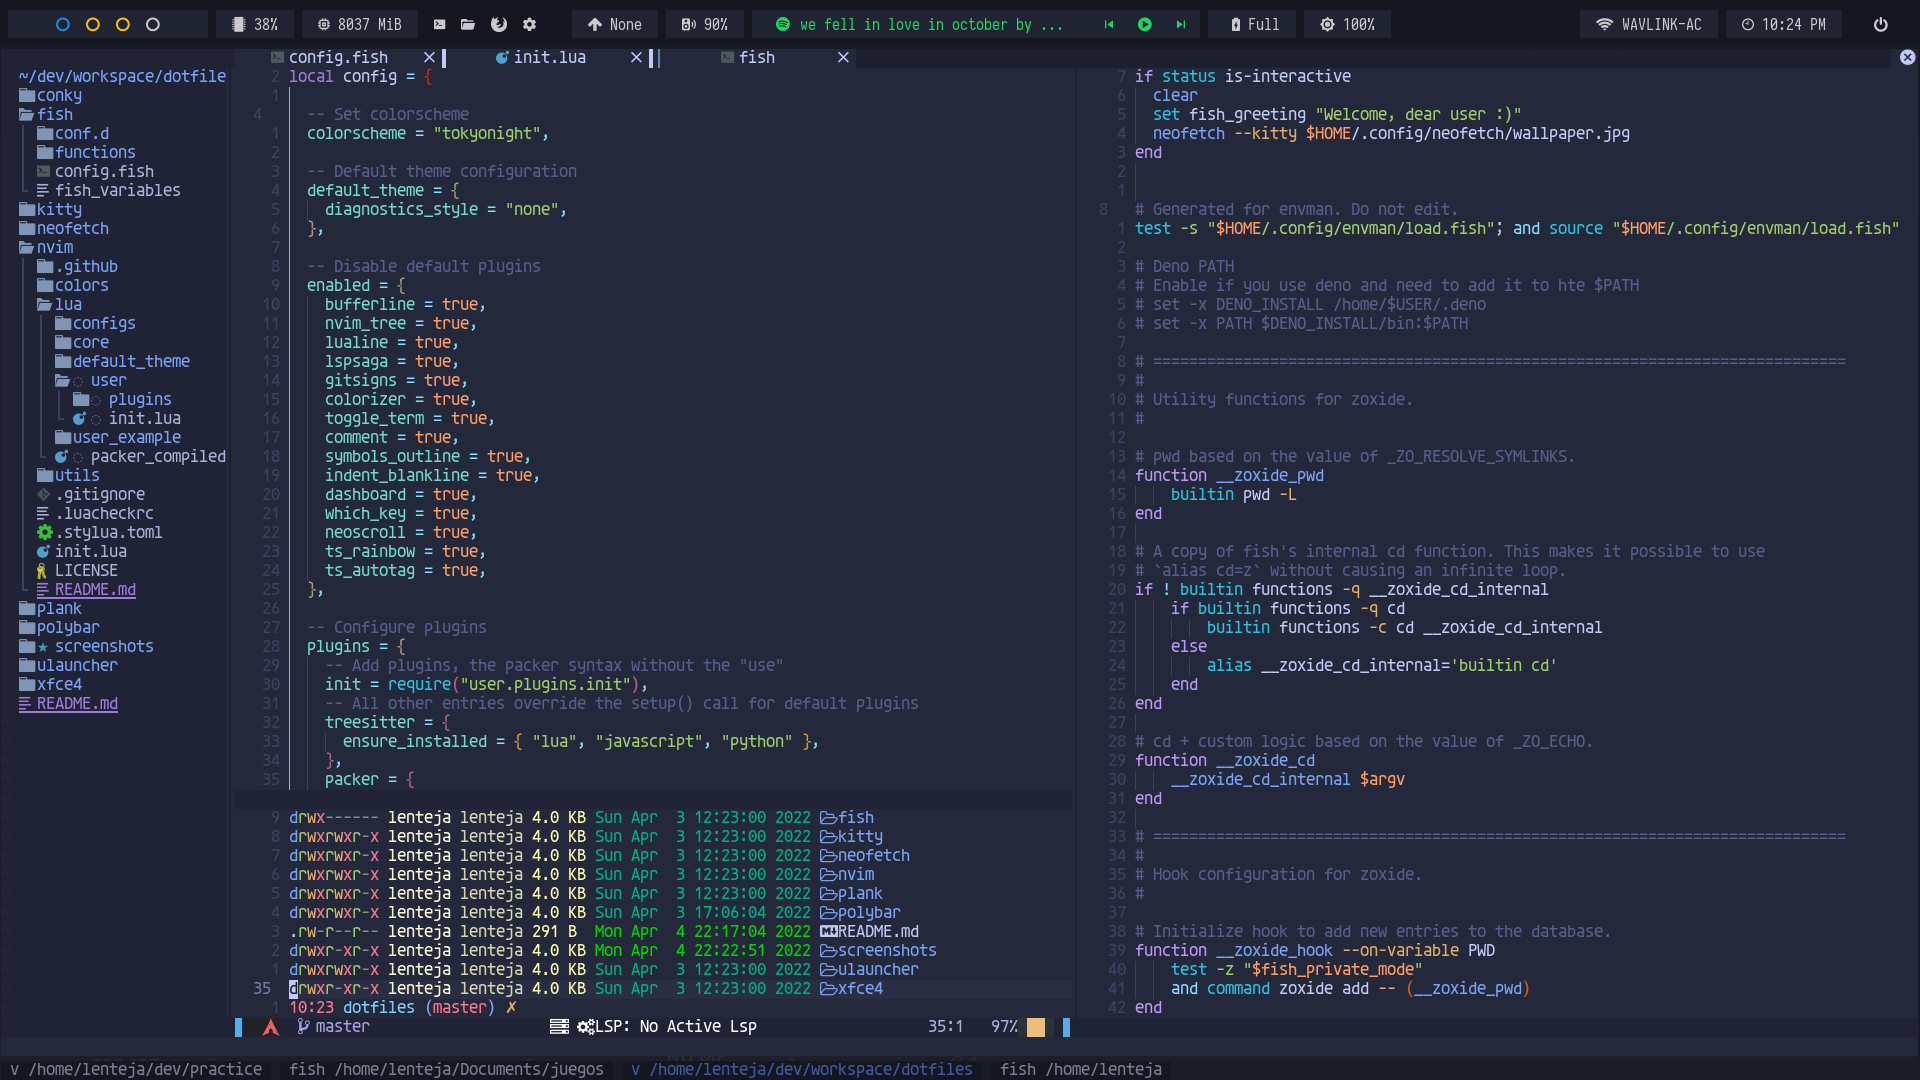 38%
8037 MiB
None
90%
we fell in love in october by ...
Full
100%
WAVLINK-AC
10:24 PM
config.fish
init.lua
fish
~/dev/workspace/dotfile
conky
fish
conf.d
functions
config.fish
fish_variables
kitty
neofetch
nvim
.github
colors
lua
configs
core
default_theme
user
plugins
init.lua
user_example
packer_compiled
utils
.gitignore
.luacheckrc
.stylua.toml
init.lua
LICENSE
README.md
plank
polybar
screenshots
ulauncher
xfce4
README.md
2 local config = {
1
4   -- Set colorscheme
1   colorscheme = "tokyonight",
2
3   -- Default theme configuration
4   default_theme = {
5     diagnostics_style = "none",
6   },
7
8   -- Disable default plugins
9   enabled = {
10     bufferline = true,
11     nvim_tree = true,
12     lualine = true,
13     lspsaga = true,
14     gitsigns = true,
15     colorizer = true,
16     toggle_term = true,
17     comment = true,
18     symbols_outline = true,
19     indent_blankline = true,
20     dashboard = true,
21     which_key = true,
22     neoscroll = true,
23     ts_rainbow = true,
24     ts_autotag = true,
25   },
26
27   -- Configure plugins
28   plugins = {
29     -- Add plugins, the packer syntax without the "use"
30     init = require("user.plugins.init"),
31     -- All other entries override the setup() call for default plugins
32     treesitter = {
33       ensure_installed = { "lua", "javascript", "python" },
34     },
35     packer = {
9 drwx------ lenteja lenteja 4.0 KB Sun Apr  3 12:23:00 2022 fish
8 drwxrwxr-x lenteja lenteja 4.0 KB Sun Apr  3 12:23:00 2022 kitty
7 drwxrwxr-x lenteja lenteja 4.0 KB Sun Apr  3 12:23:00 2022 neofetch
6 drwxrwxr-x lenteja lenteja 4.0 KB Sun Apr  3 12:23:00 2022 nvim
5 drwxrwxr-x lenteja lenteja 4.0 KB Sun Apr  3 12:23:00 2022 plank
4 drwxrwxr-x lenteja lenteja 4.0 KB Sun Apr  3 17:06:04 2022 polybar
3 .rw-r--r-- lenteja lenteja 291 B  Mon Apr  4 22:17:04 2022 README.md
2 drwxr-xr-x lenteja lenteja 4.0 KB Mon Apr  4 22:22:51 2022 screenshots
1 drwxrwxr-x lenteja lenteja 4.0 KB Sun Apr  3 12:23:00 2022 ulauncher
35 drwxr-xr-x lenteja lenteja 4.0 KB Sun Apr  3 12:23:00 2022 xfce4
1 10:23 dotfiles (master) ✗
master
LSP: No Active Lsp
35:1
97%
7 if status is-interactive
6   clear
5   set fish_greeting "Welcome, dear user :)"
4   neofetch --kitty $HOME/.config/neofetch/wallpaper.jpg
3 end
2
1
8 # Generated for envman. Do not edit.
1 test -s "$HOME/.config/envman/load.fish"; and source "$HOME/.config/envman/load.fish"
2
3 # Deno PATH
4 # Enable if you use deno and need to add it to hte $PATH
5 # set -x DENO_INSTALL /home/$USER/.deno
6 # set -x PATH $DENO_INSTALL/bin:$PATH
7
8 # =============================================================================
9 #
10 # Utility functions for zoxide.
11 #
12
13 # pwd based on the value of _ZO_RESOLVE_SYMLINKS.
14 function __zoxide_pwd
15     builtin pwd -L
16 end
17
18 # A copy of fish's internal cd function. This makes it possible to use
19 # `alias cd=z` without causing an infinite loop.
20 if ! builtin functions -q __zoxide_cd_internal
21     if builtin functions -q cd
22         builtin functions -c cd __zoxide_cd_internal
23     else
24         alias __zoxide_cd_internal='builtin cd'
25     end
26 end
27
28 # cd + custom logic based on the value of _ZO_ECHO.
29 function __zoxide_cd
30     __zoxide_cd_internal $argv
31 end
32
33 # =============================================================================
34 #
35 # Hook configuration for zoxide.
36 #
37
38 # Initialize hook to add new entries to the database.
39 function __zoxide_hook --on-variable PWD
40     test -z "$fish_private_mode"
41     and command zoxide add -- (__zoxide_pwd)
42 end
v /home/lenteja/dev/practice
fish /home/lenteja/Documents/juegos
v /home/lenteja/dev/workspace/dotfiles
fish /home/lenteja